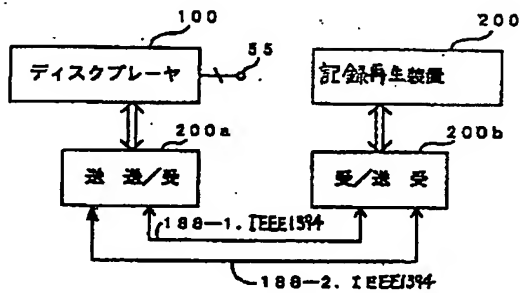 100
200
ディスクプレーヤ
55
記録再生装置
200a
200b
送 送/受
受/送 受
188-1. IEEE1394
188-2. IEEE1394